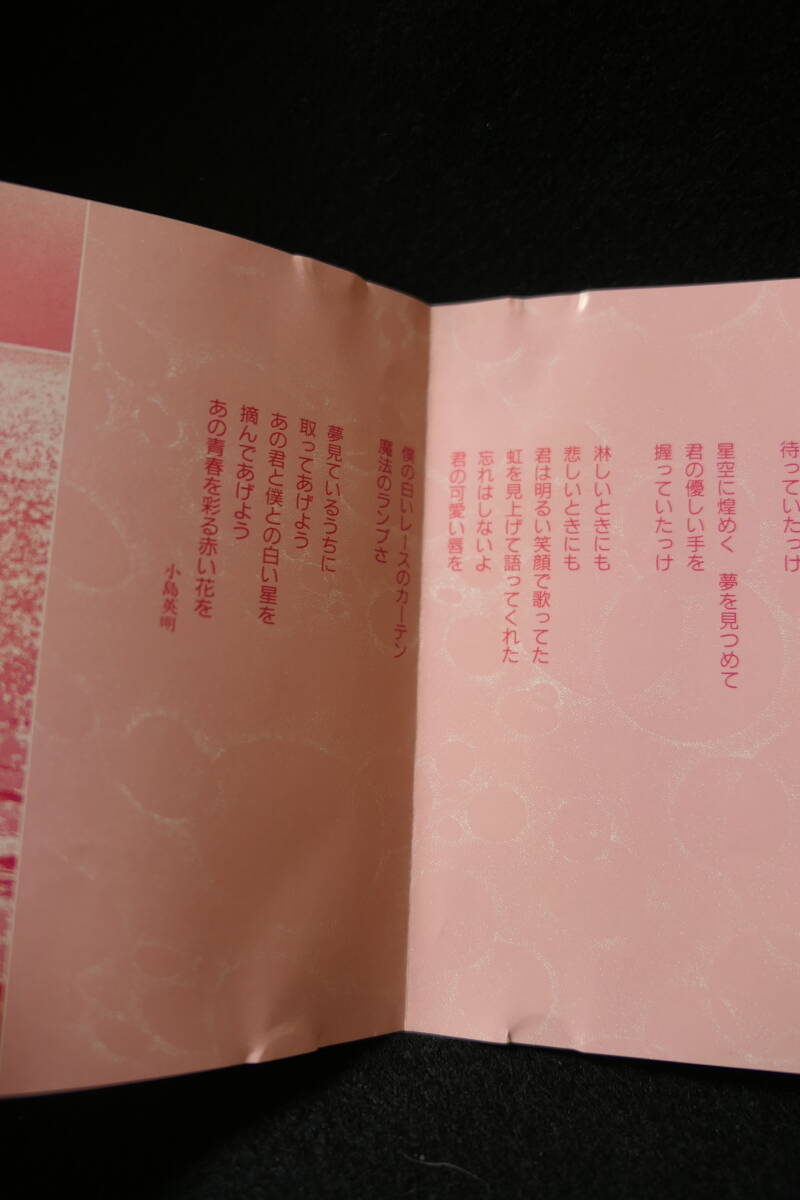 待っていたっけ
星空に煌めく　夢を見つめて
君の優しい手を
握っていたっけ
淋しいときにも
悲しいときにも
君は明るい笑顔で歌ってた
虹を見上げて語ってくれた
忘れはしないよ
君の可愛い唇を
僕の白いレースのカーテン
魔法のランプさ
夢見ているうちに
取ってあげよう
あの君と僕との白い星を
摘んであげよう
あの青春を彩る赤い花を
小島英明